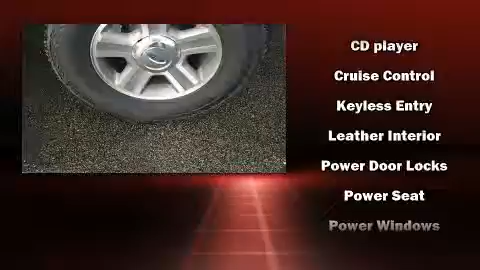 CD player
Cruise Control
Keyless Entry
Leather Interior
Power Door Locks
Power Seat
Power Windows